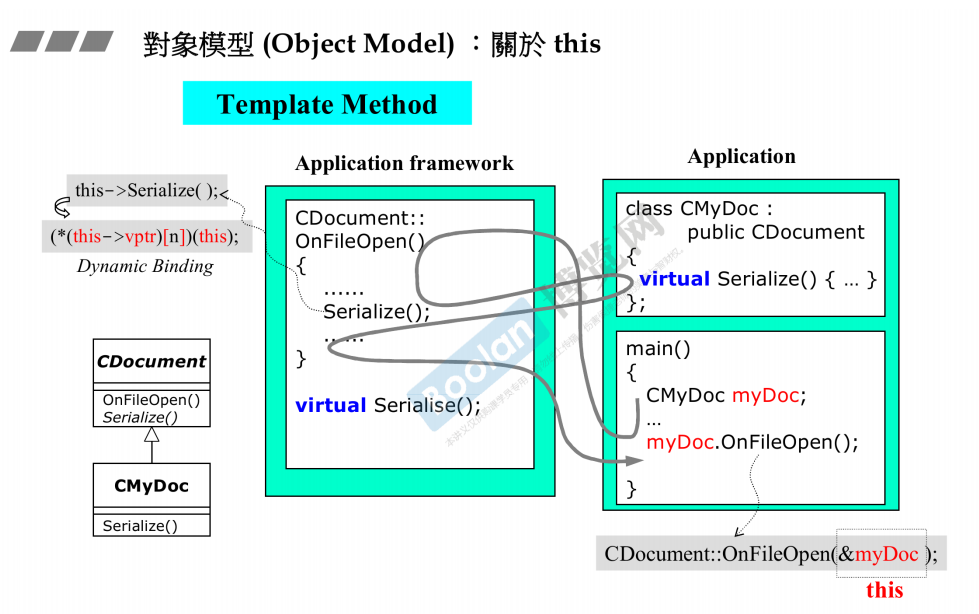 對象模型 (Object Model) ：關於 this
Template Method
Application framework
Application
this->Serialize( );
(*(this->vptr)[n])(this);
Dynamic Binding
CDocument::
OnFileOpen()
{
……
Serialize();
……
}
virtual Serialise();
class CMyDoc :
public CDocument
{
virtual Serialize() { … }
};
main()
{
CMyDoc myDoc;
…
myDoc.OnFileOpen();
}
CDocument
OnFileOpen()
Serialize()
CMyDoc
Serialize()
CDocument::OnFileOpen(&myDoc );
this
Boolan
博览网